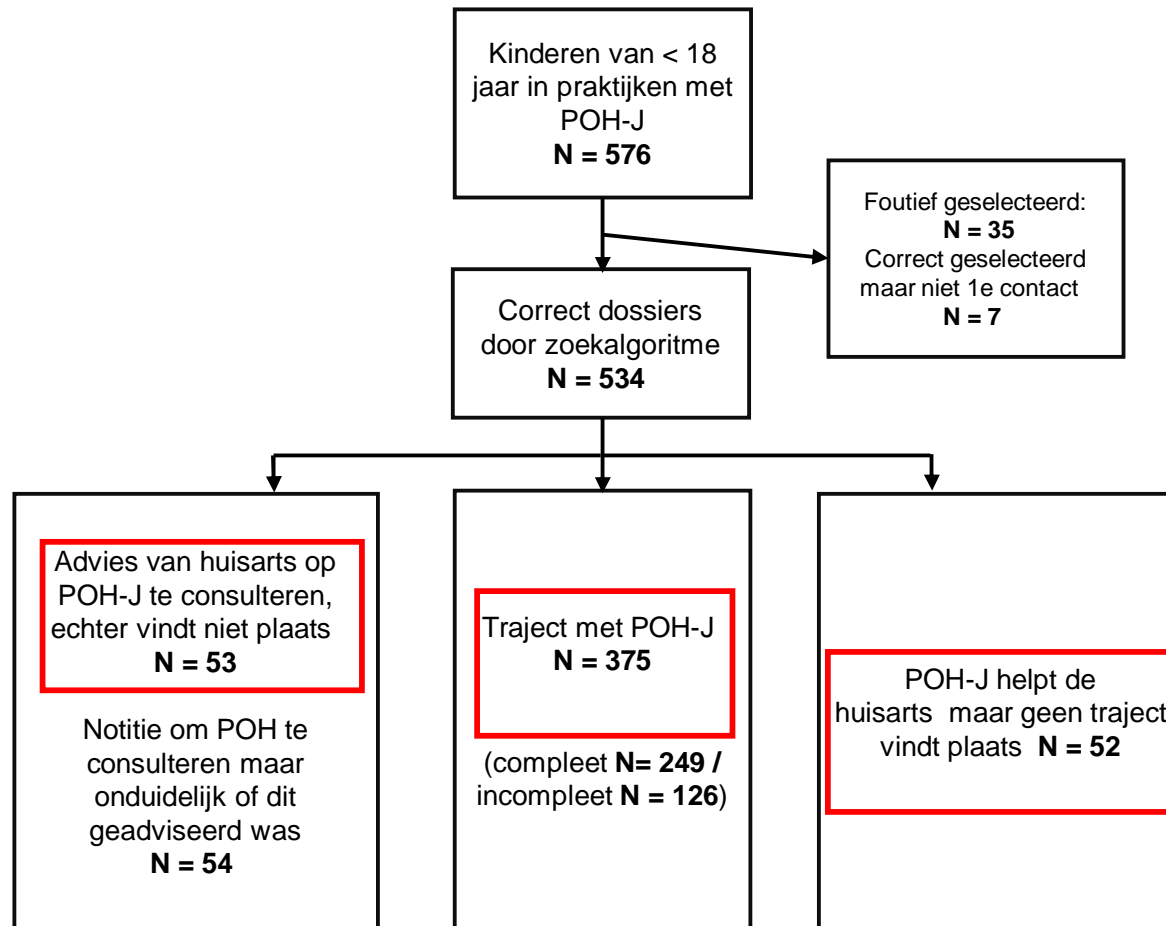 Kinderen van < 18
jaar in praktijken met
POH-J
N = 576
Foutief geselecteerd:
N = 35
Correct geselecteerd
maar niet 1e contact
N = 7
Correct dossiers
door zoekalgoritme
N = 534
Advies van huisarts op
POH-J te consulteren,
echter vindt niet plaats
N = 53
Notitie om POH te
consulteren maar
onduidelijk of dit
geadviseerd was
N = 54
Traject met POH-J
N = 375
(compleet N= 249 /
incompleet N = 126)
POH-J helpt de
huisarts maar geen traject
vindt plaats N = 52